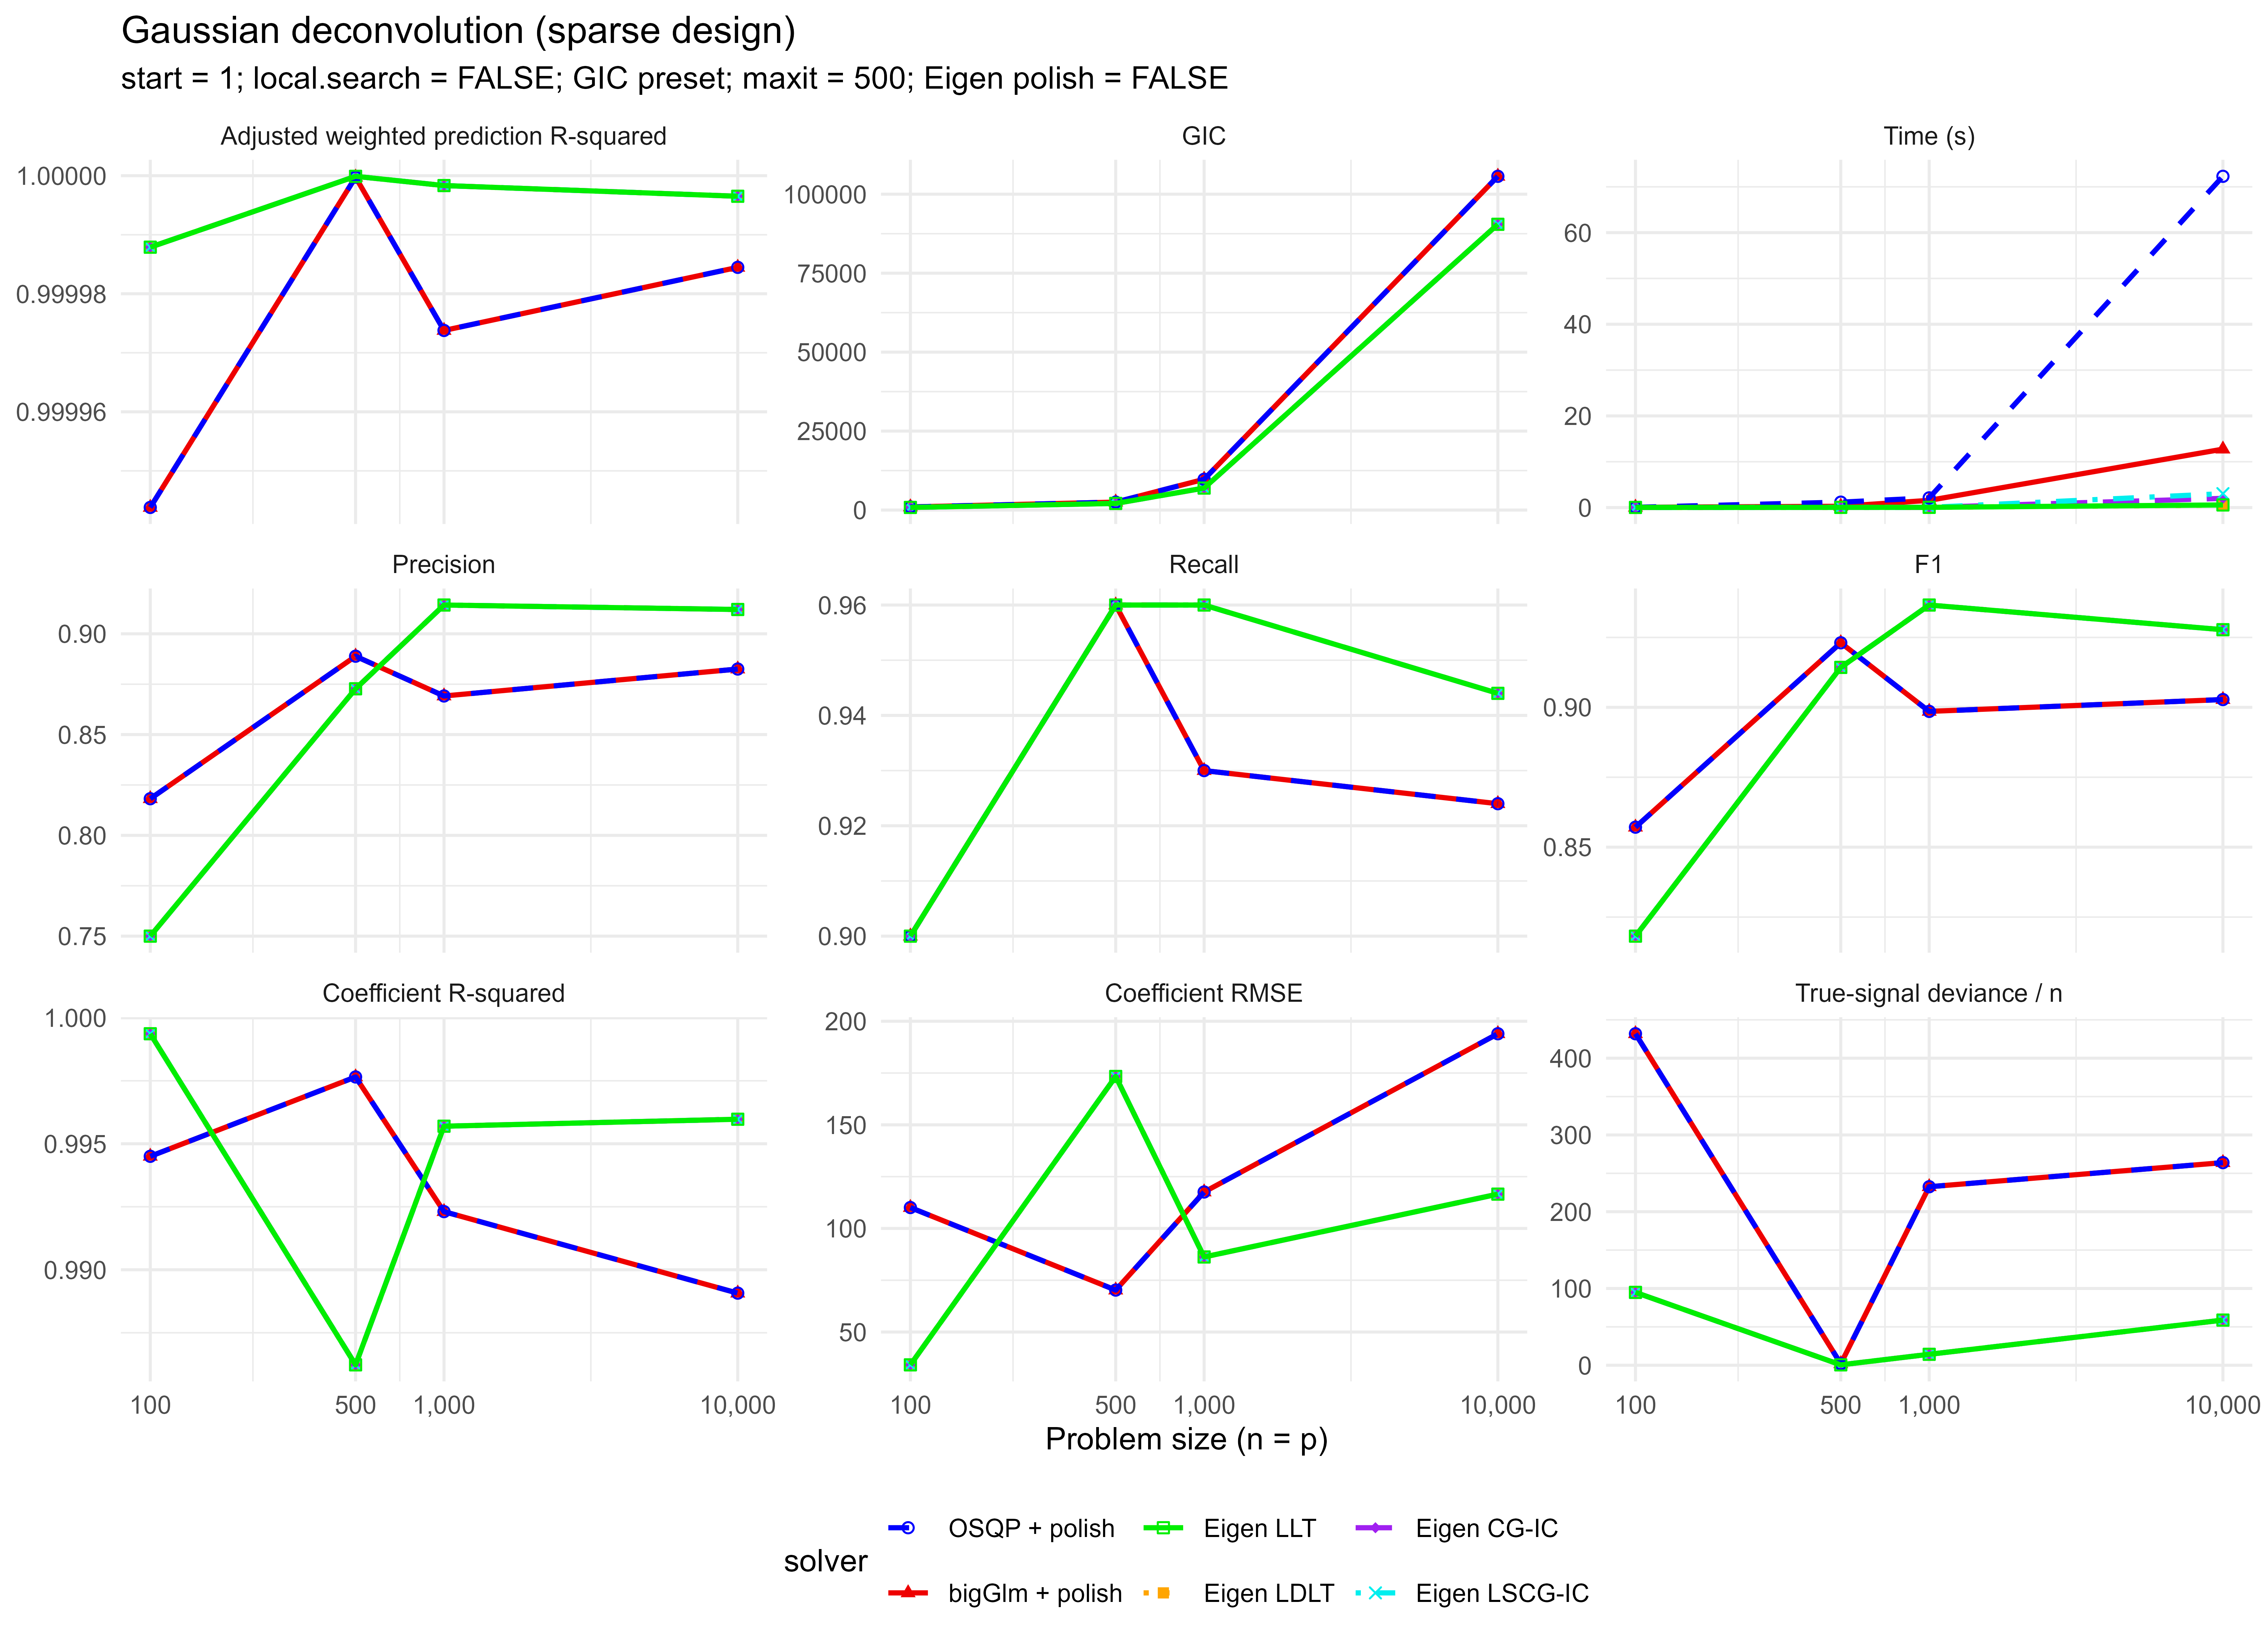 Gaussian deconvolution (sparse design)
start = 1; local.search = FALSE; GIC preset; maxit = 500; Eigen polish = FALSE
Adjusted weighted prediction R-squared
1.00000
0.99998
0.99996
GIC
100000
75000
50000
25000
0
Time (s)
60
40
20
0
Precision
0.90
0.85
0.80
0.75
Recall
0.96
0.94
0.92
0.90
F1
0.90
0.85
Coefficient R-squared
1.000
0.995
0.990
100 500 1,000 10,000
Coefficient RMSE
200
150
100
50
100 500 1,000 10,000
True-signal deviance / n
400
300
200
100
0
100 500 1,000 10,000
Problem size (n = p)
solver
OSQP + polish
bigGlm + polish
Eigen LLT
Eigen LDLT
Eigen CG-IC
Eigen LSCG-IC